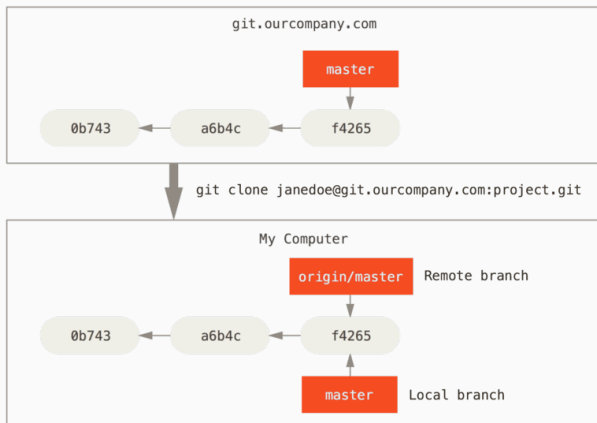 git.ourcompany.com
master
0b743 a6b4c f4265
git clone janedoe@git.ourcompany.com:project.git
My Computer
origin/master Remote branch
0b743 a6b4c f4265
master Local branch